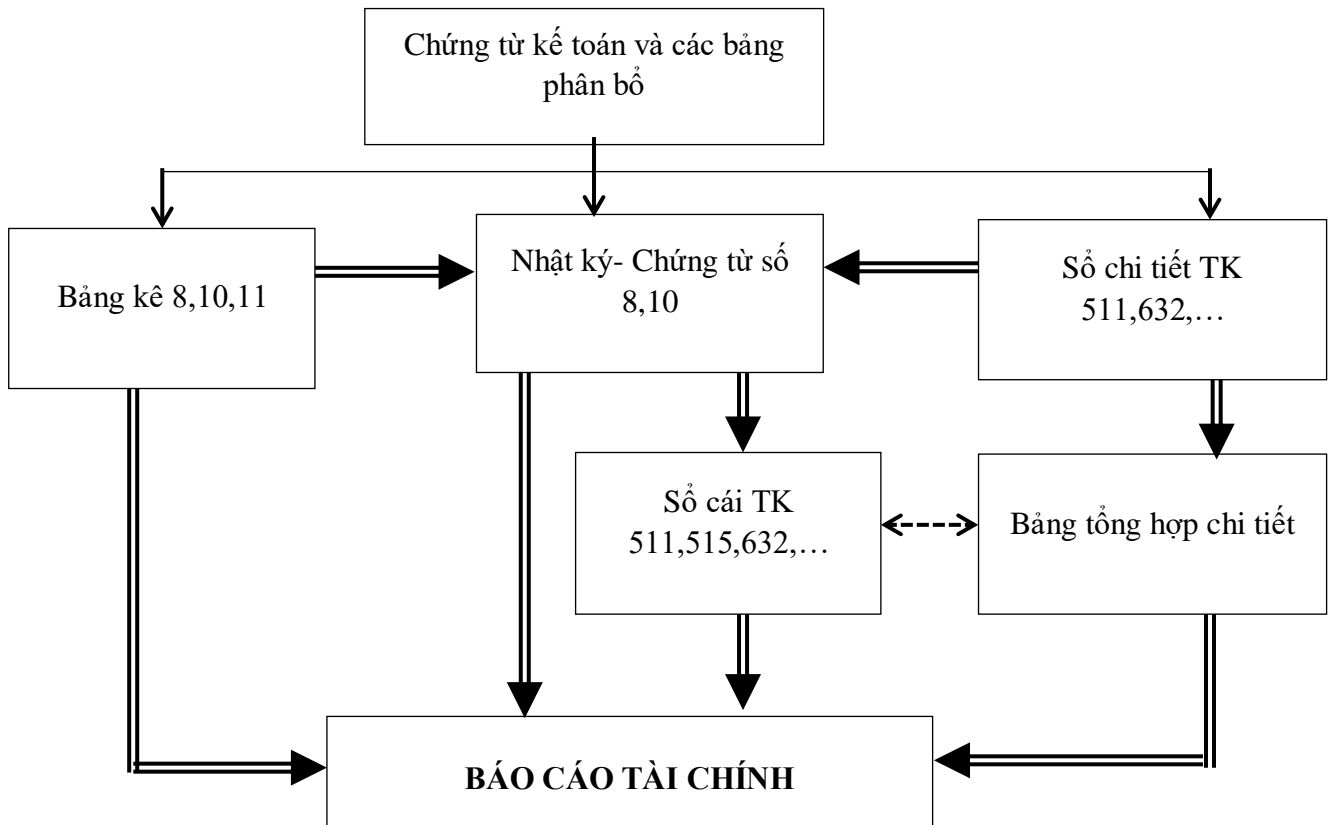 Chứng từ kế toán và các bảng
phân bổ
Bảng kê 8,10,11
Nhật ký- Chứng từ số
8,10
Sổ chi tiết TK
511,632,…
Sổ cái TK
511,515,632,…
Bảng tổng hợp chi tiết
BÁO CÁO TÀI CHÍNH